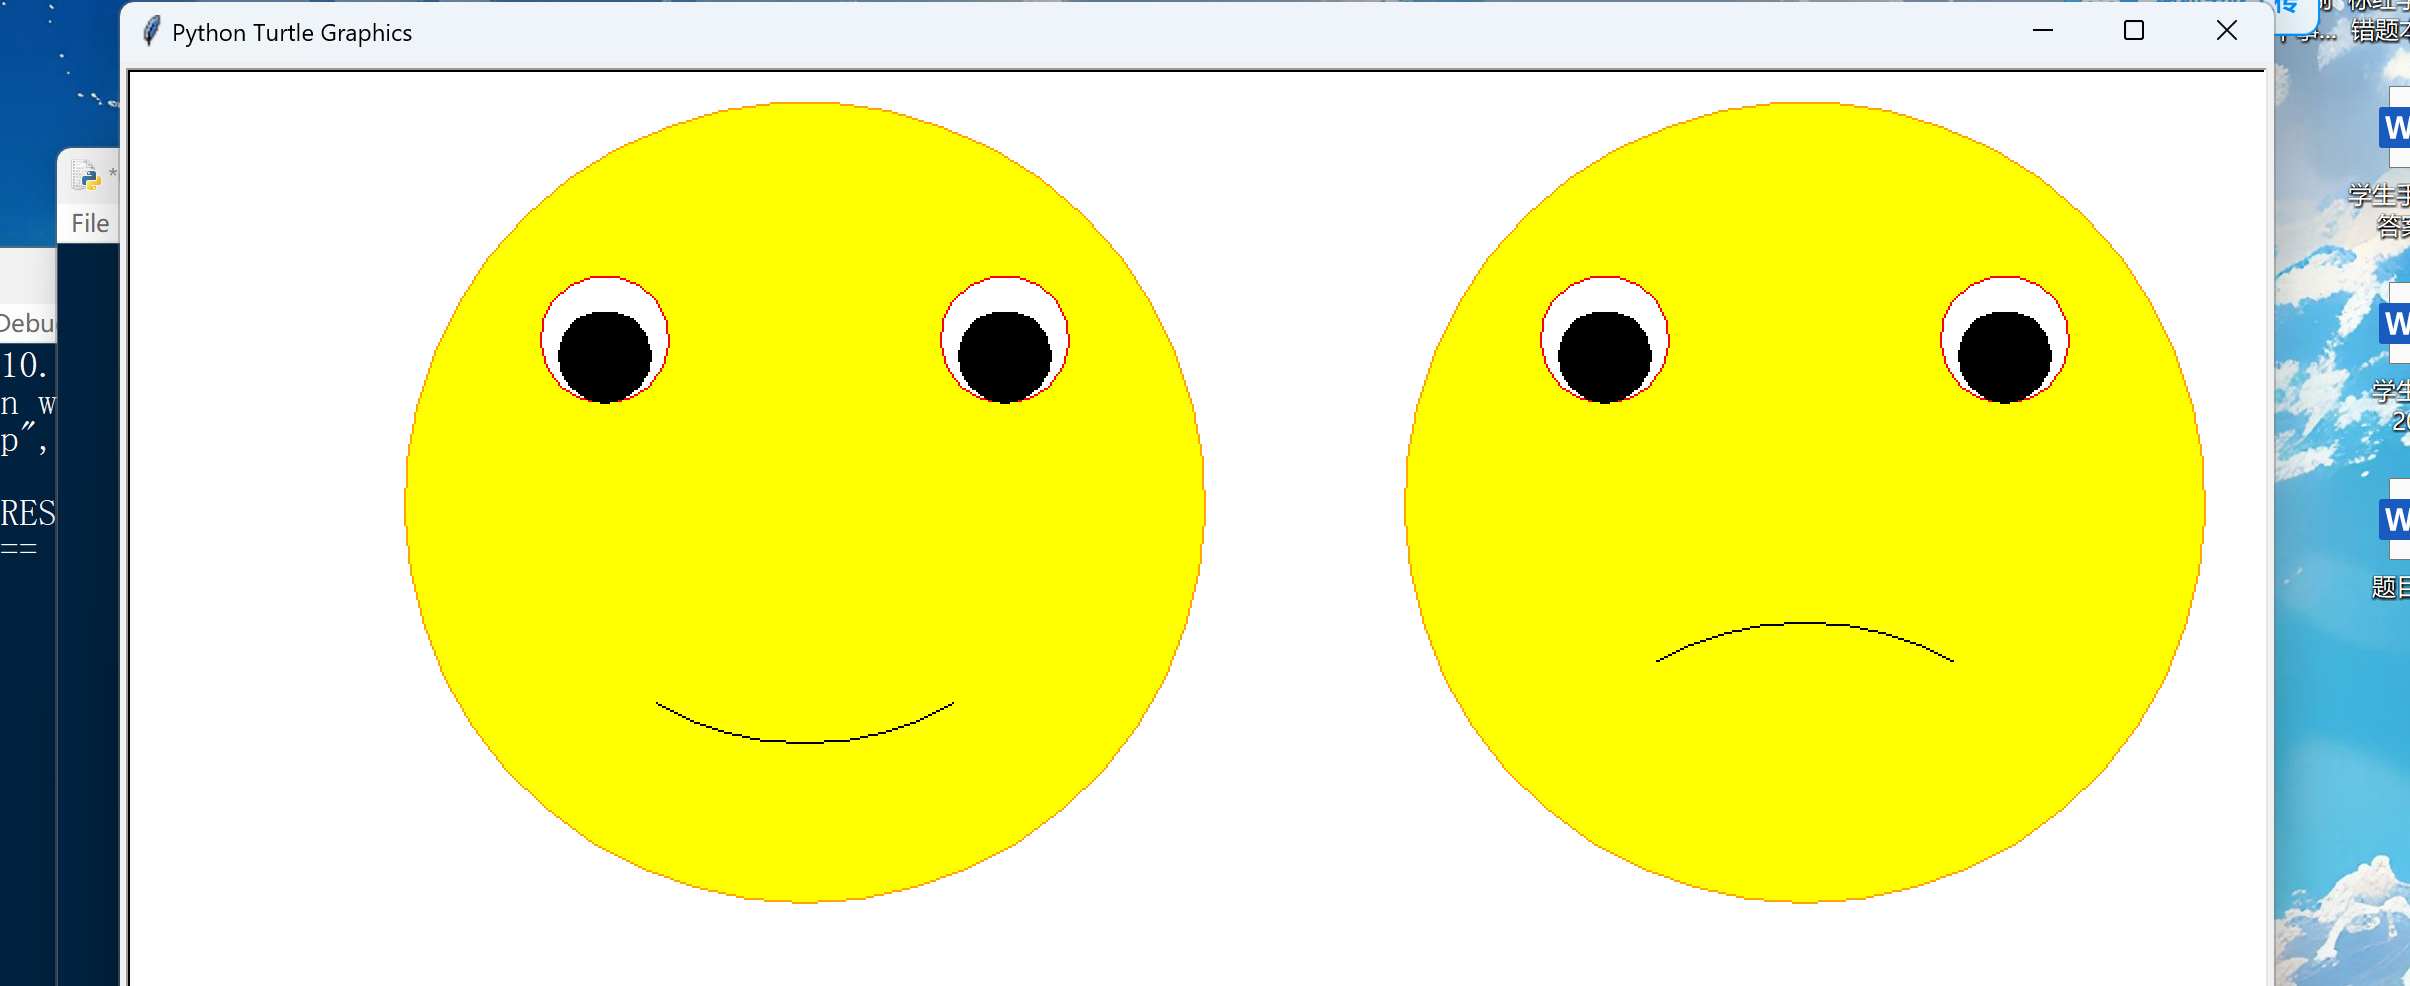 Python Turtle Graphics
传
错题本
*
File
学生手
答案
Debu
10.
n w
p",
学生
20
RES
==
题目
W
W
W